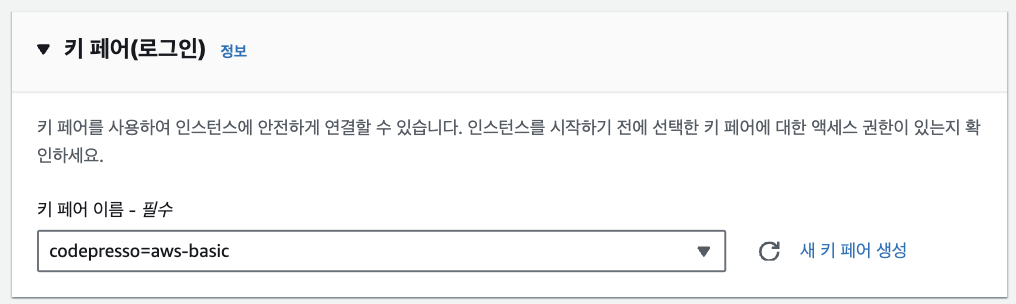 ▼ 키 페어(로그인) 정보
키 페어를 사용하여 인스턴스에 안전하게 연결할 수 있습니다. 인스턴스를 시작하기 전에 선택한 키 페어에 대한 액세스 권한이 있는지 확
인하세요.
키 페어 이름 - 필수
codepresso=aws-basic ▼ 새 키 페어 생성